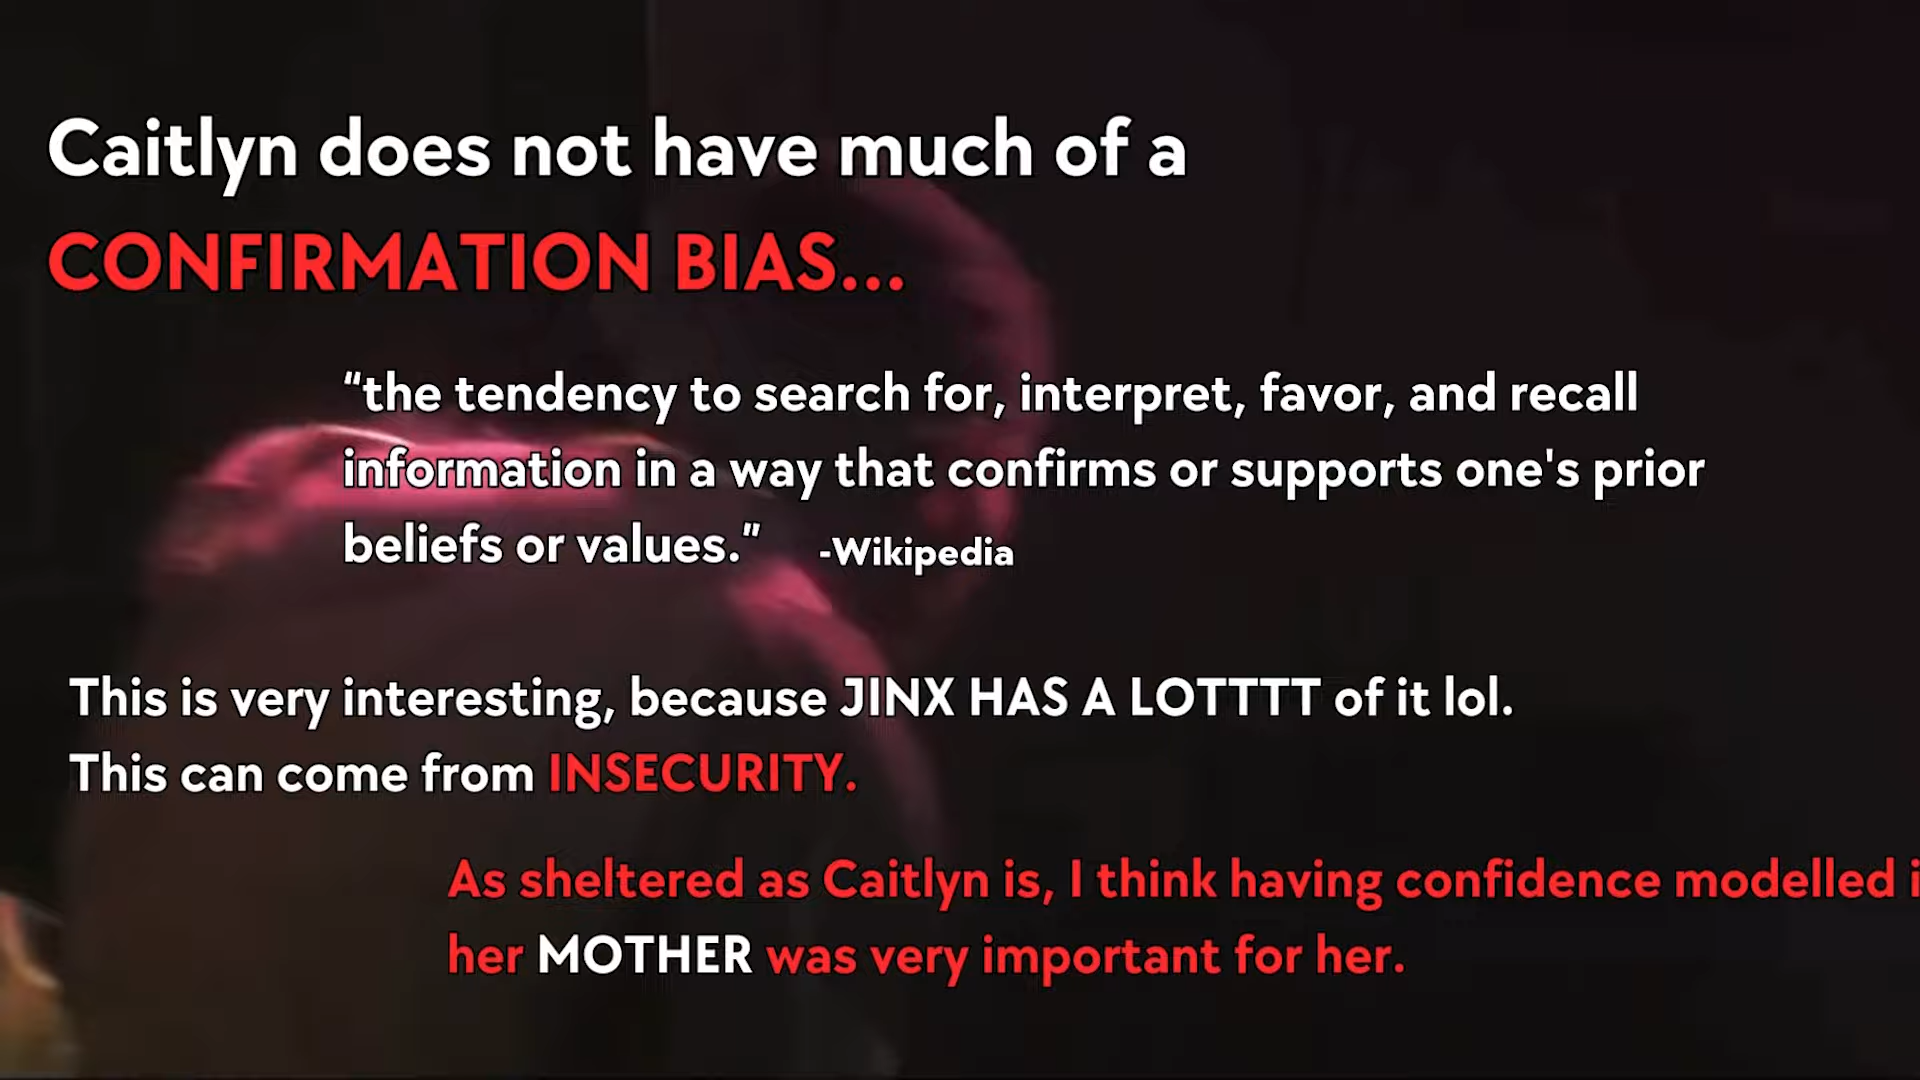 Caitlyn does not have much of a
CONFIRMATION BIAS...
“the tendency to search for, interpret, favor, and recall
information in a way that confirms or supports one's prior
beliefs or values.” -Wikipedia
This is very interesting, because JINX HAS A LOTTTT of it lol.
This can come from INSECURITY.
As sheltered as Caitlyn is, I think having confidence modelled
her MOTHER was very important for her.